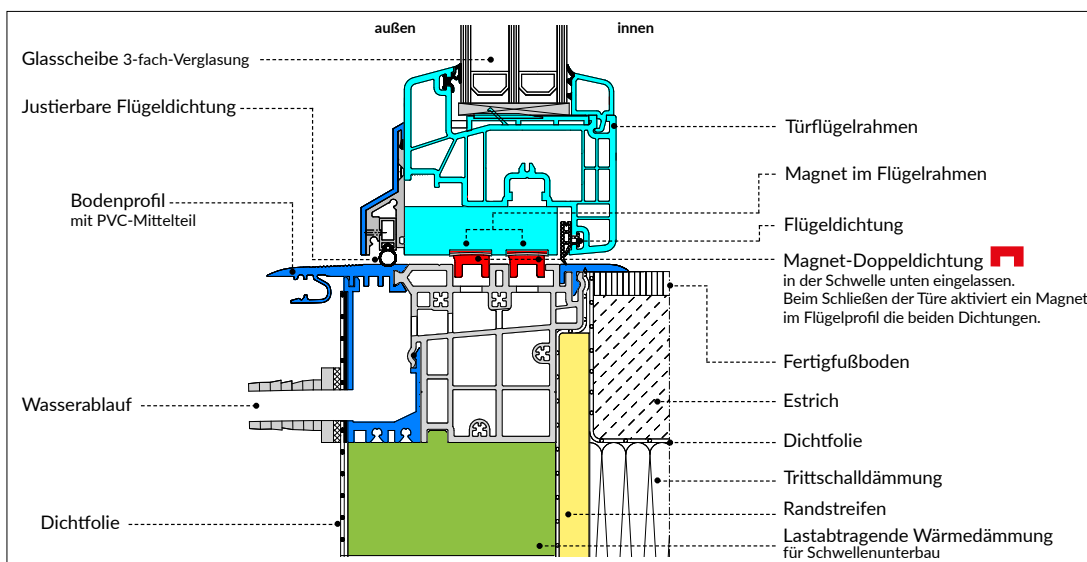 außen
innen
Glasscheibe 3-fach-Verglasung
Justierbare Flügeldichtung
Bodenprofil
mit PVC-Mittelteil
Wasserablauf
Dichtfolie
Türflügelrahmen
Magnet im Flügelrahmen
Flügeldichtung
Magnet-Doppeldichtung
in der Schwelle unten eingelassen.
Beim Schließen der Türe aktiviert ein Magnet
im Flügelprofil die beiden Dichtungen.
Fertigfußboden
Estrich
Dichtfolie
Trittschalldämmung
Randstreifen
Lastabtragende Wärmedämmung
für Schwellenunterbau